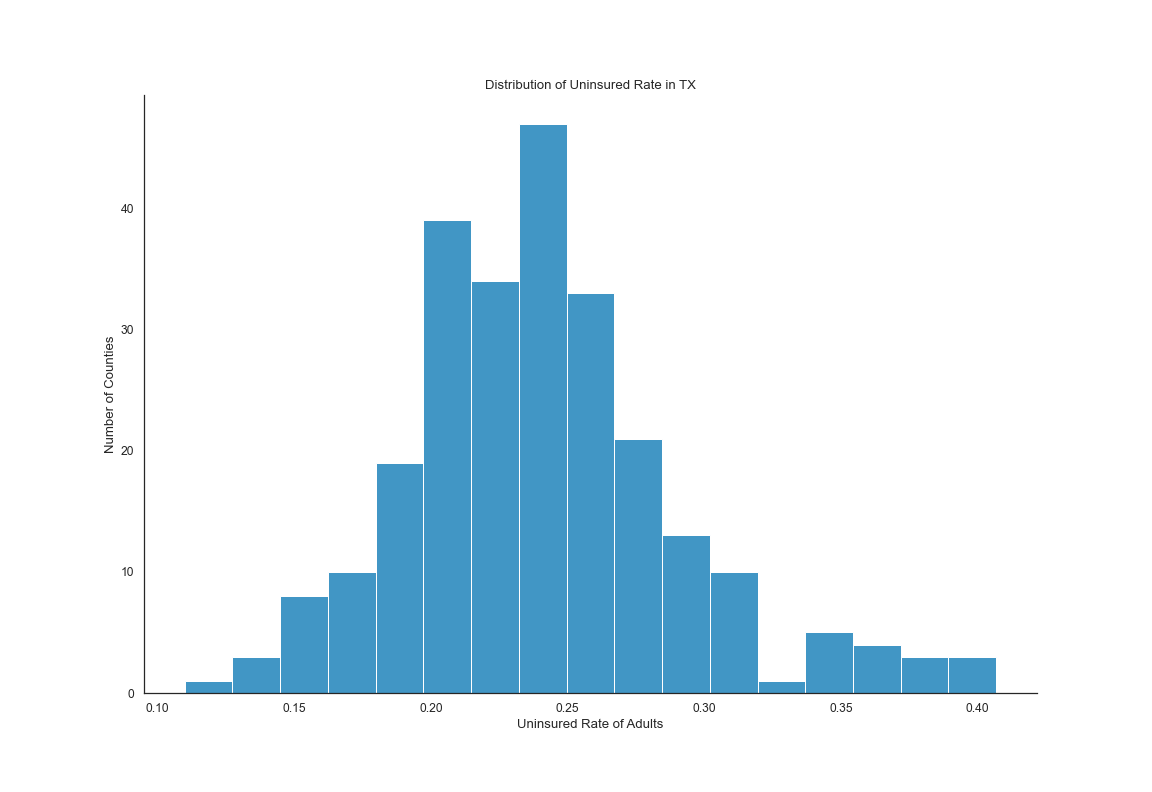 Distribution of Uninsured Rate in TX
Number of Counties
40
30
20
10
0
0.10 0.15 0.20 0.25 0.30 0.35 0.40
Uninsured Rate of Adults